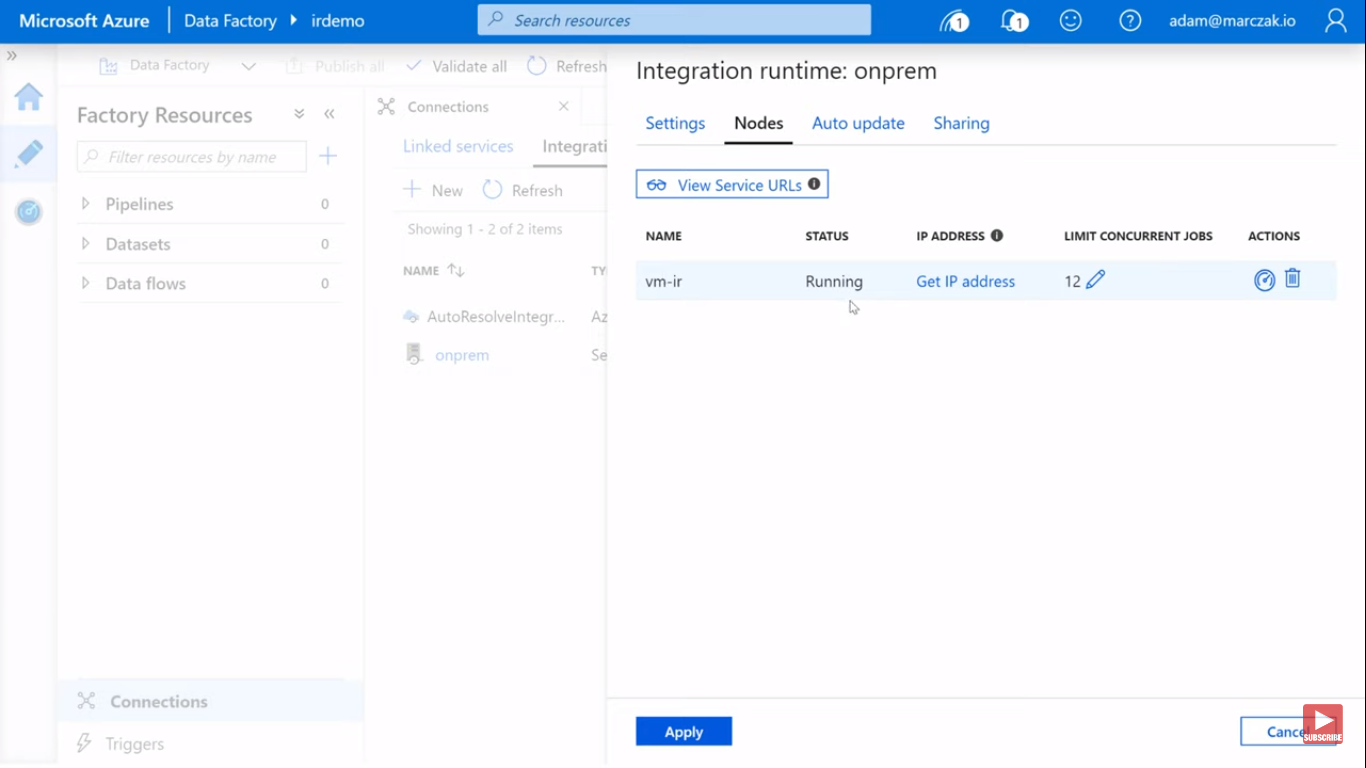 Microsoft Azure Data Factory irdemo Search resources 1 1 adam@marczak.io
Data Factory Publish all Validate all Refresh
Factory Resources
Filter resources by name
Pipelines 0
Datasets 0
Data flows 0
Connections
Triggers
Connections
Linked services Integrati
New Refresh
Showing 1 - 2 of 2 items
NAME TY
AutoResolveIntegr... Az
onprem Se
Integration runtime: onprem
Settings Nodes Auto update Sharing
View Service URLs
NAME STATUS IP ADDRESS LIMIT CONCURRENT JOBS ACTIONS
vm-ir Running Get IP address 12
Apply Cancel
SUBSCRIBE